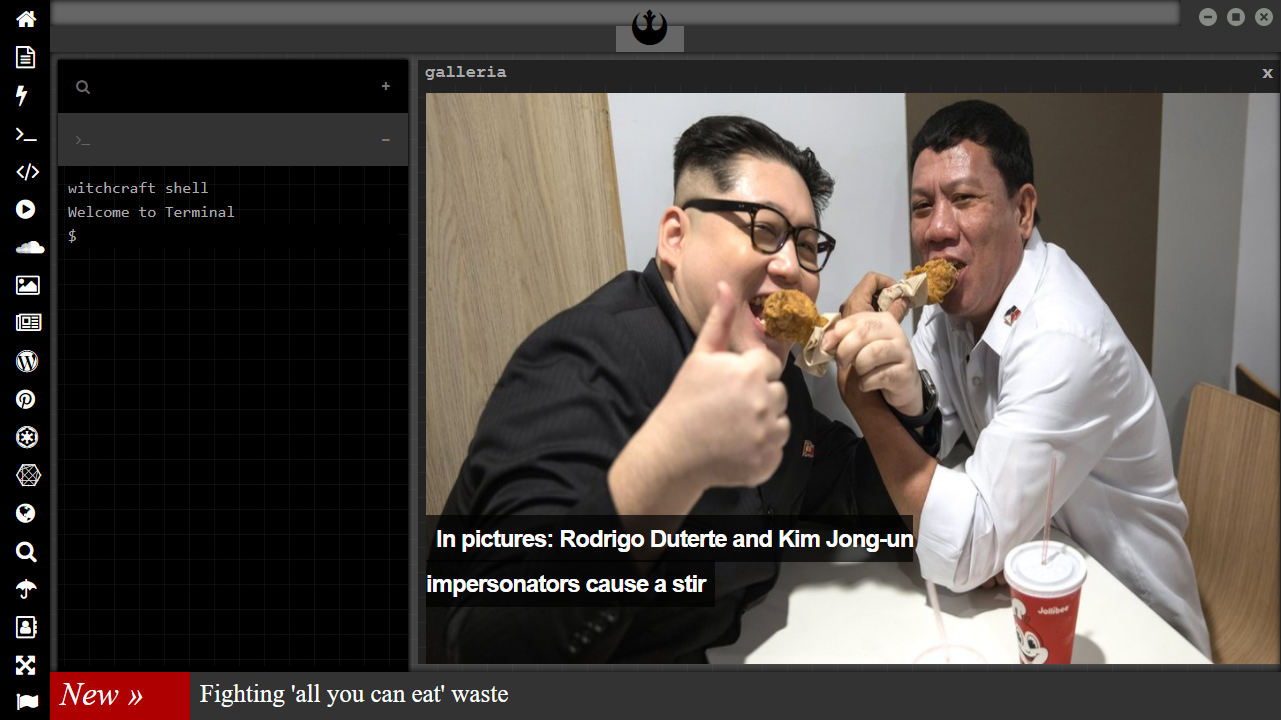 galleria
x
witchcraft shell
Welcome to Terminal
$
In pictures: Rodrigo Duterte and Kim Jong-un
impersonators cause a stir
Jollibee
New »
Fighting 'all you can eat' waste